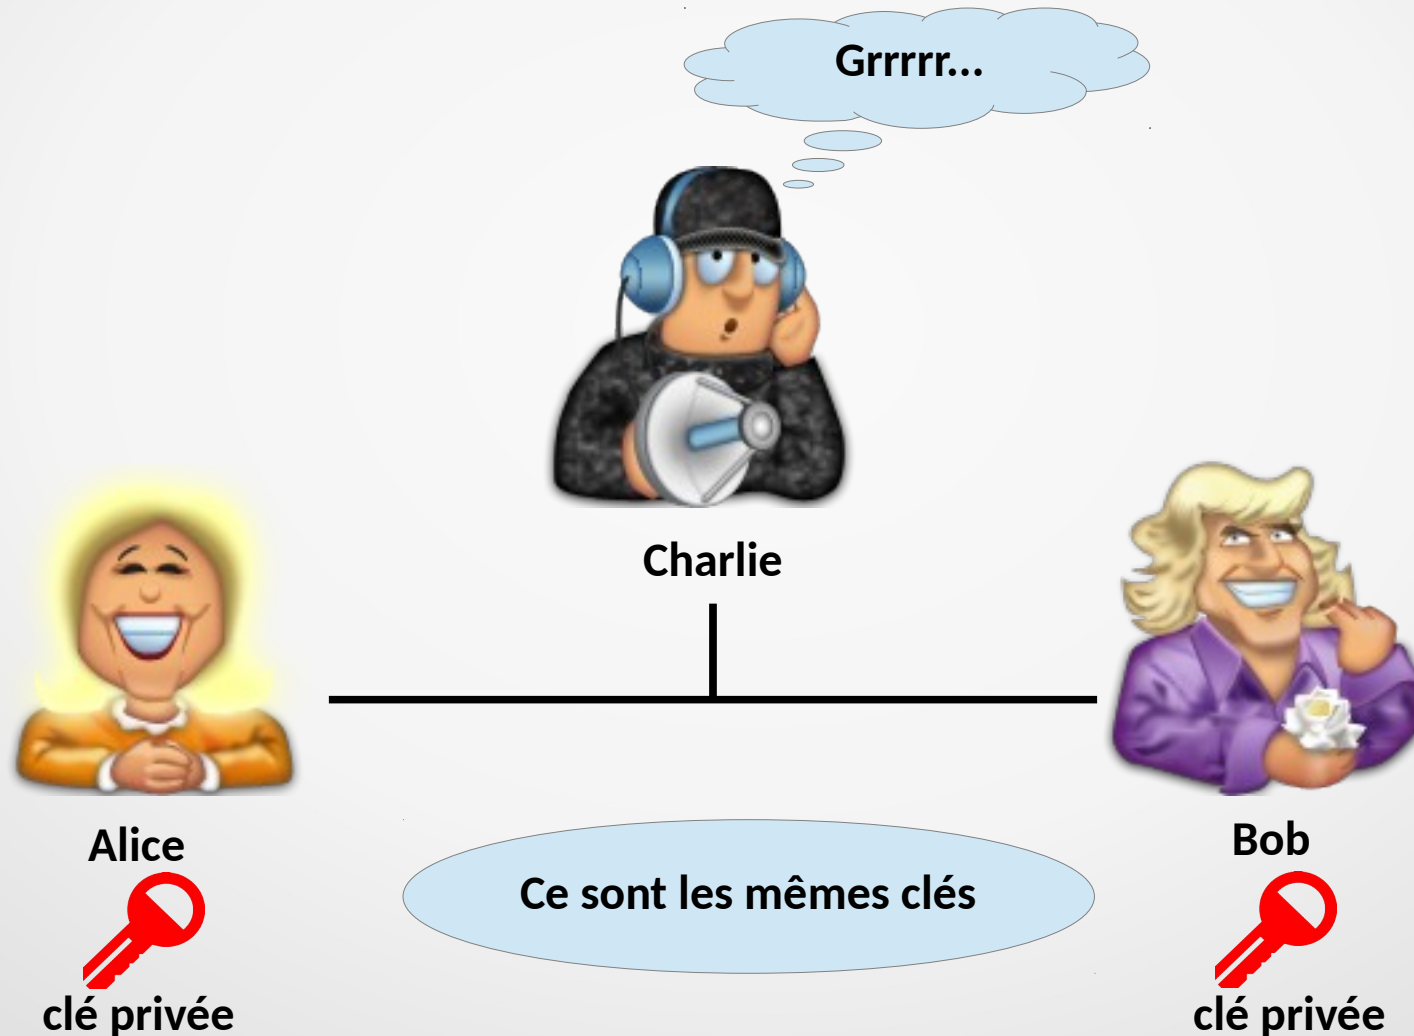 Grrrrr...
Charlie
Alice
Bob
Ce sont les mêmes clés
clé privée
clé privée